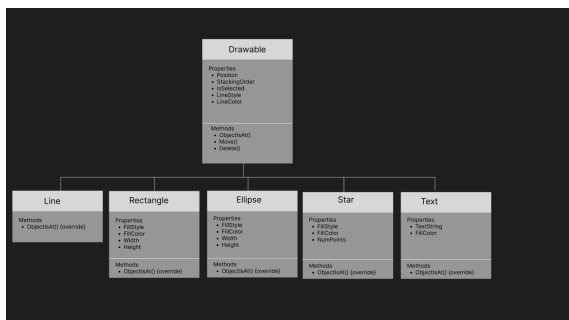 Drawable
Properties
• Position
• StackingOrder
• IsSelected
• LineStyle
• LineColor
Methods
• ObjectIsAt()
• Move()
• Delete()
Line
Methods
• ObjectIsAt() (override)
Rectangle
Properties
• FillStyle
• FillColor
• Width
• Height
Methods
• ObjectIsAt() (override)
Ellipse
Properties
• FillStyle
• FillColor
• Width
• Height
Methods
• ObjectIsAt() (override)
Star
Properties
• FillStyle
• FillColor
• NumPoints
Methods
• ObjectIsAt() (override)
Text
Properties
• TextString
• FillColor
Methods
• ObjectIsAt() (override)